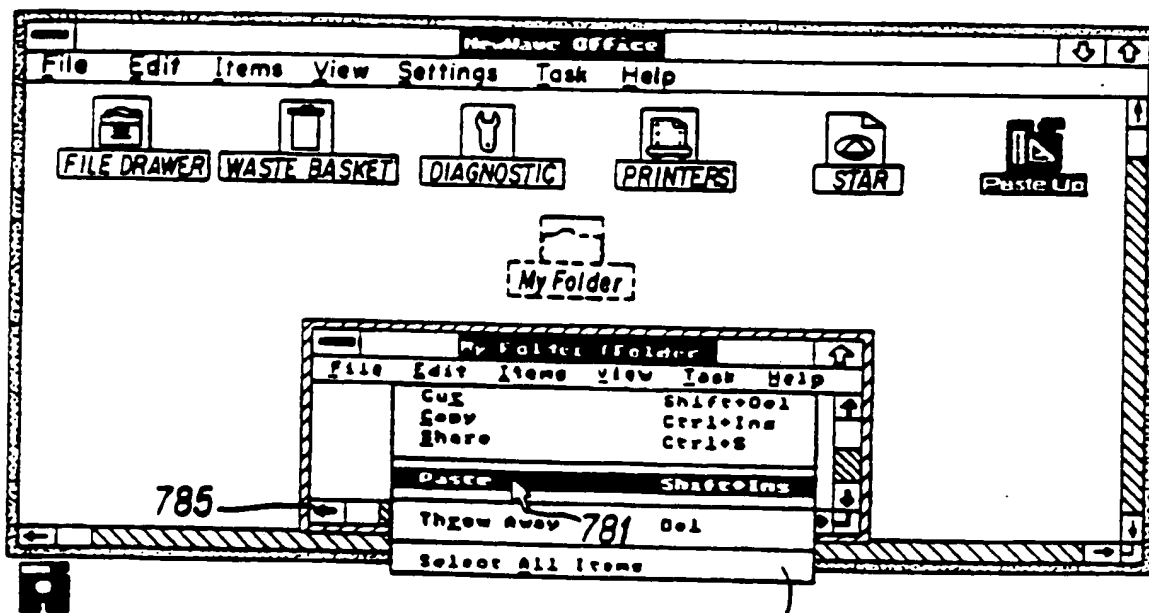 NewWave Office
File Edit Items View Settings Task Help
FILE DRAWER WASTE BASKET DIAGNOSTIC PRINTERS STAR Paste Up
My Folder
My Folder (Folder
File Edit Items View Task Help
Cut Shift+Del
Copy Ctrl+Ins
Share Ctrl+S
Paste Shift+Ins
785
Throw Away 781 Del
Select All Items